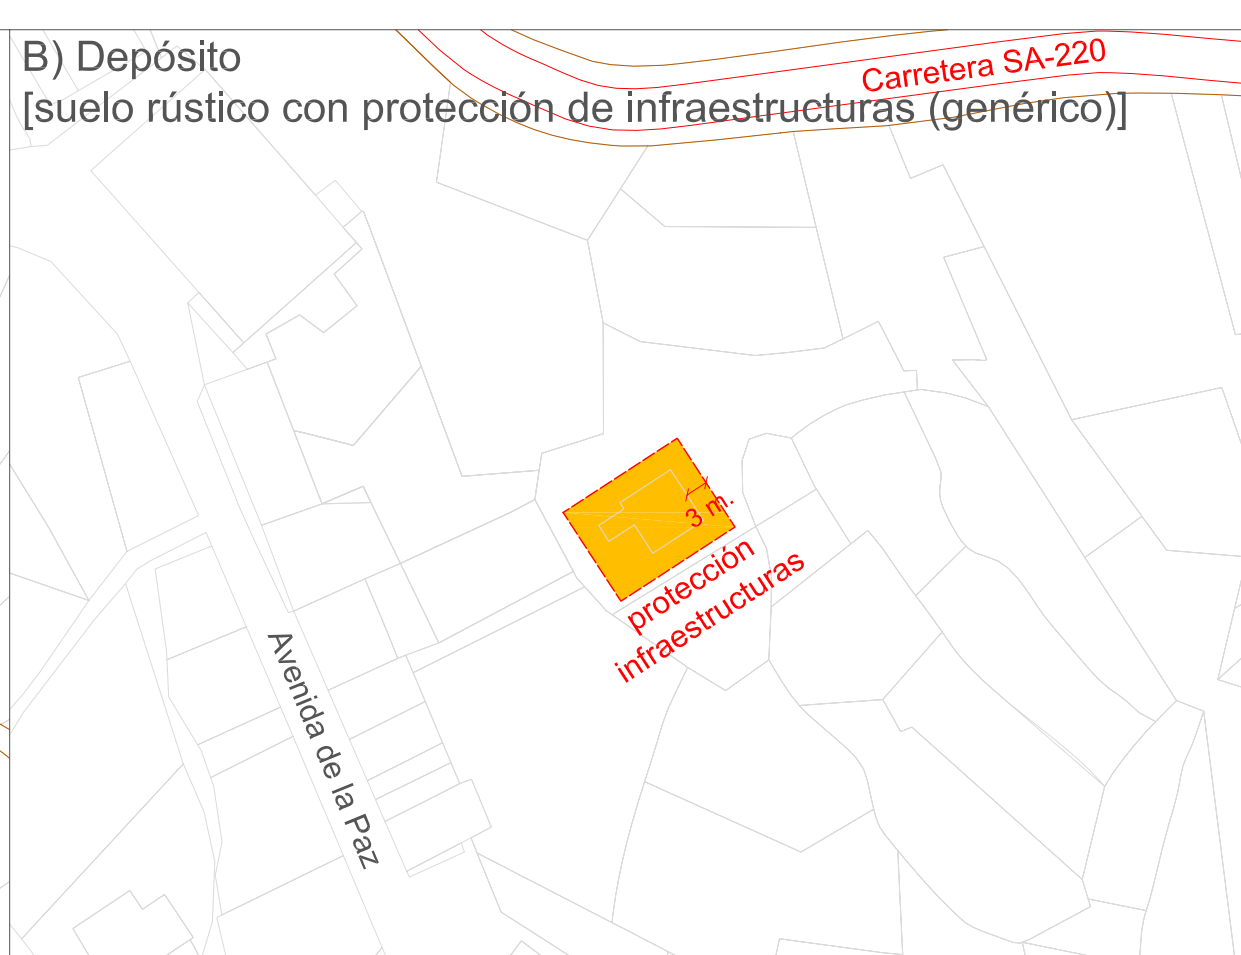 B) Depósito
[suelo rústico con protección de infraestructuras (genérico)]
Carretera SA-220
3 m.
protección
infraestructuras
Avenida de la Paz